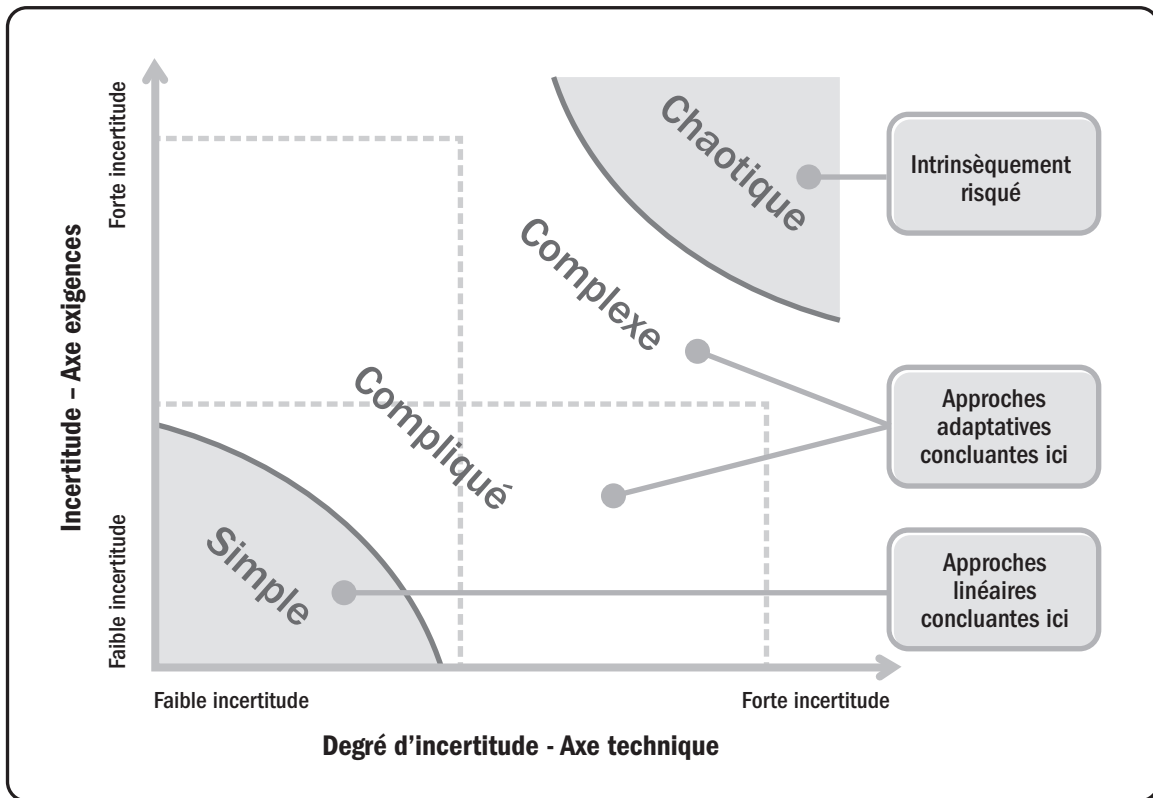 Forte incertitude
Incertitude – Axe exigences
Faible incertitude
Chaotique
Complexe
Compliqué
Simple
Intrinsèquement
risqué
Approches
adaptatives
concluantes ici
Approches
linéaires
concluantes ici
Faible incertitude
Forte incertitude
Degré d'incertitude - Axe technique